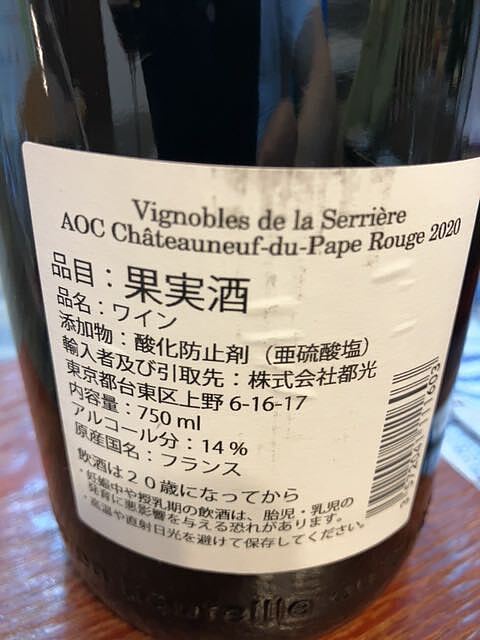 Vignobles de la Serrière
AOC Châteauneuf-du-Pape Rouge 2020
品目：果実酒
品名：ワイン
添加物：酸化防止剤（亜硫酸塩）
輸入者及び引取先：株式会社都光
東京都台東区上野 6-16-17
内容量：750 ml
アルコール分：14％
原産国名：フランス
飲酒は２０歳になってから
・妊娠中や授乳期の飲酒は、胎児・乳児の
発育に悪影響を与える恐れがあります。
・高温や直射日光を避けて保存してください。